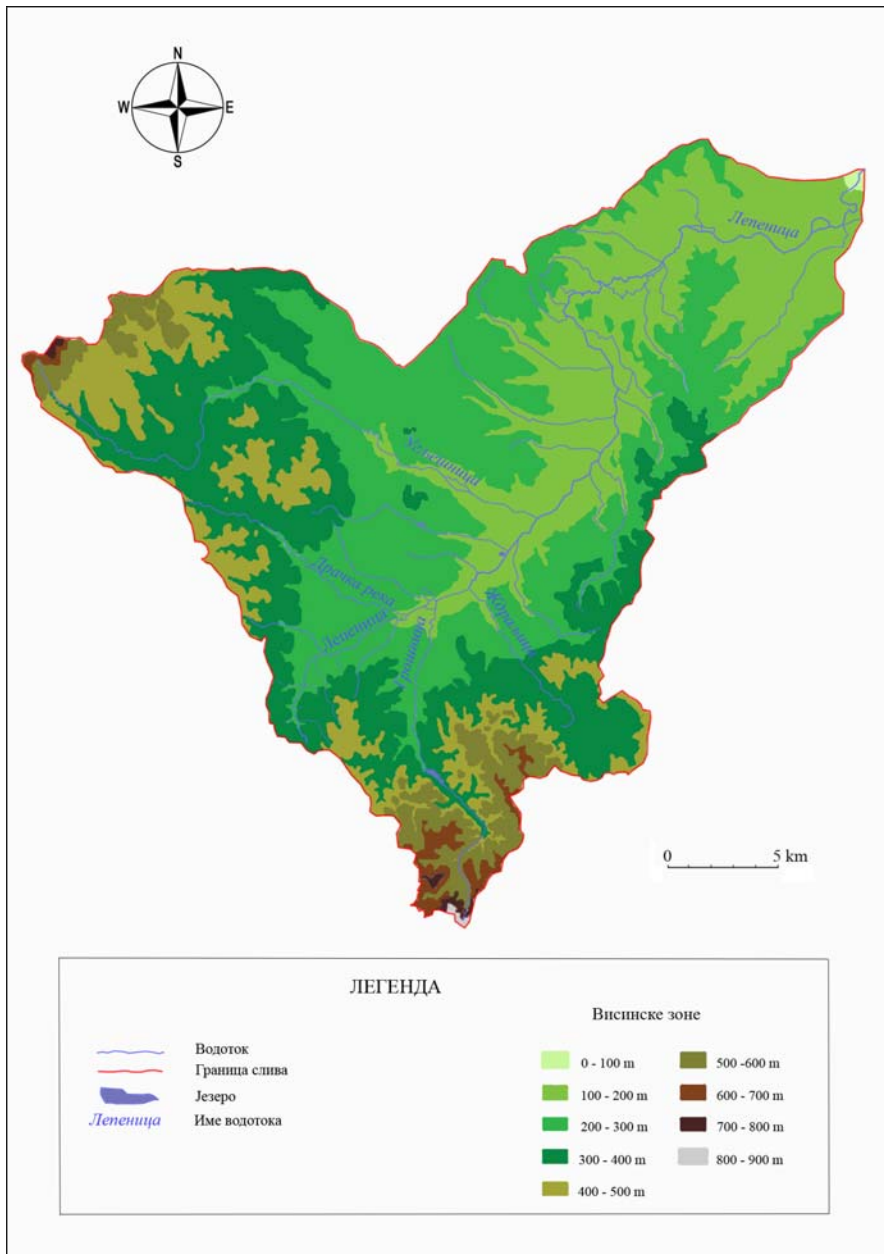 N
W E
S
Лепеница
Драчка река
Лепеница
Ждраљица
0 5 km
ЛЕГЕНДА
Висинске зоне
Водоток
Граница слива
Језеро
Лепеница Име водотока
0 - 100 m
100 - 200 m
200 - 300 m
300 - 400 m
400 - 500 m
500 -600 m
600 - 700 m
700 - 800 m
800 - 900 m